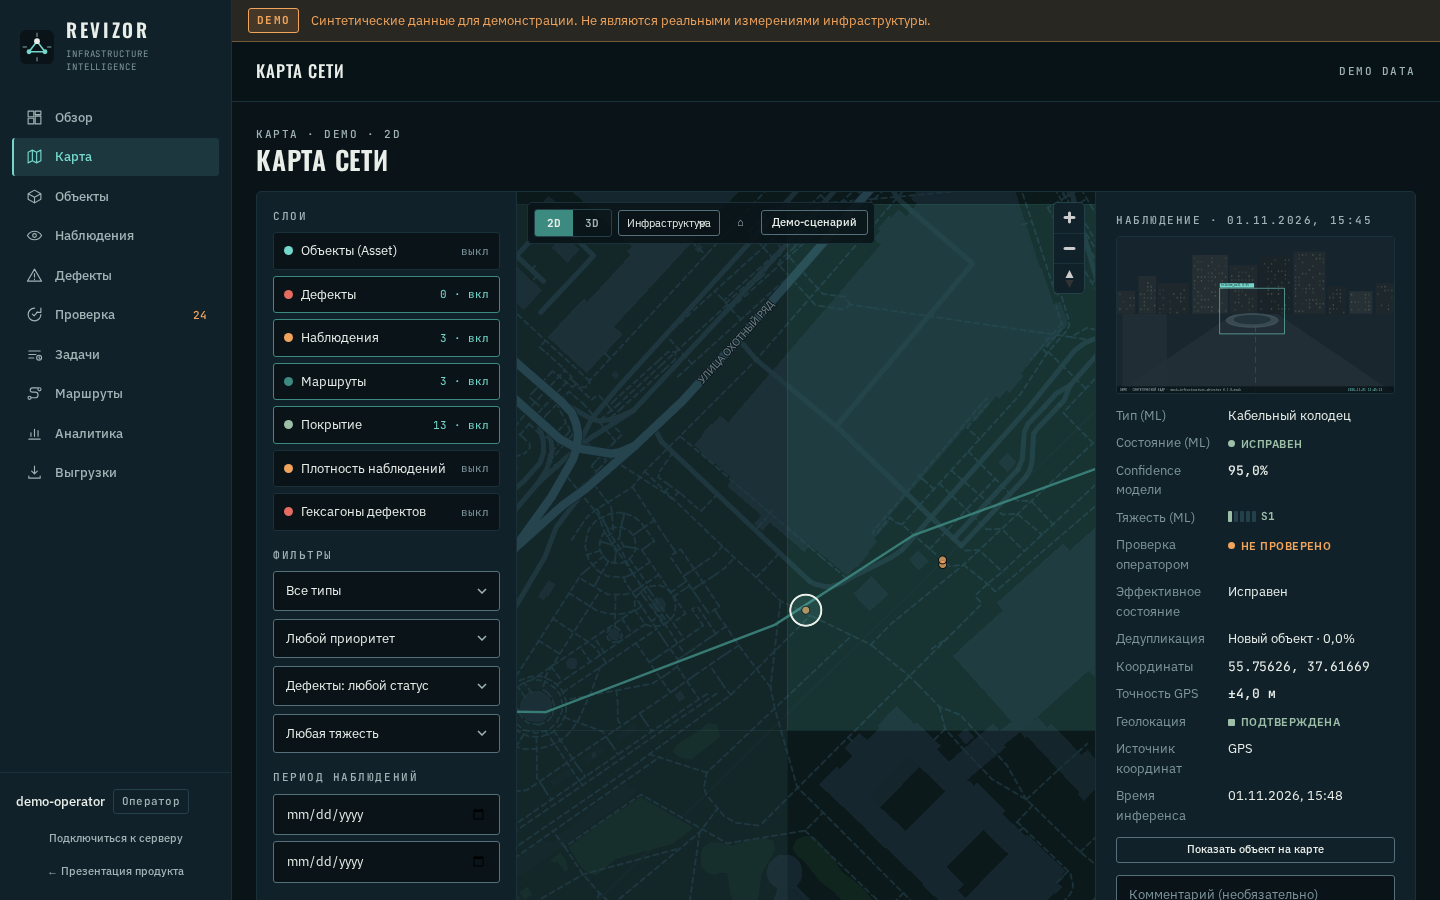 REVIZOR
INFRASTRUCTURE
INTELLIGENCE
Обзор
Карта
Объекты
Наблюдения
Дефекты
Проверка 24
Задачи
Маршруты
Аналитика
Выгрузки
demo-operator Оператор
Подключиться к серверу
← Презентация продукта
DEMO Синтетические данные для демонстрации. Не являются реальными измерениями инфраструктуры.
КАРТА СЕТИ
DEMO DATA
КАРТА · DEMO · 2D
КАРТА СЕТИ
СЛОИ
Объекты (Asset) выкл
Дефекты 0 · вкл
Наблюдения 3 · вкл
Маршруты 3 · вкл
Покрытие 13 · вкл
Плотность наблюдений выкл
Гексагоны дефектов выкл
ФИЛЬТРЫ
Все типы
Любой приоритет
Дефекты: любой статус
Любая тяжесть
ПЕРИОД НАБЛЮДЕНИЙ
mm/dd/yyyy
mm/dd/yyyy
2D 3D Инфраструктура Демо-сценарий
УЛИЦА ОХОТНЫЙ РЯД
НАБЛЮДЕНИЕ · 01.11.2026, 15:45
Тип (ML) Кабельный колодец
Состояние (ML) ИСПРАВЕН
Confidence
модели 95,0%
Тяжесть (ML) S1
Проверка
оператором НЕ ПРОВЕРЕНО
Эффективное
состояние Исправен
Дедупликация Новый объект · 0,0%
Координаты 55.75626, 37.61669
Точность GPS ±4,0 м
Геолокация ПОДТВЕРЖДЕНА
Источник
координат GPS
Время
инференса 01.11.2026, 15:48
Показать объект на карте
Комментарий (необязательно)